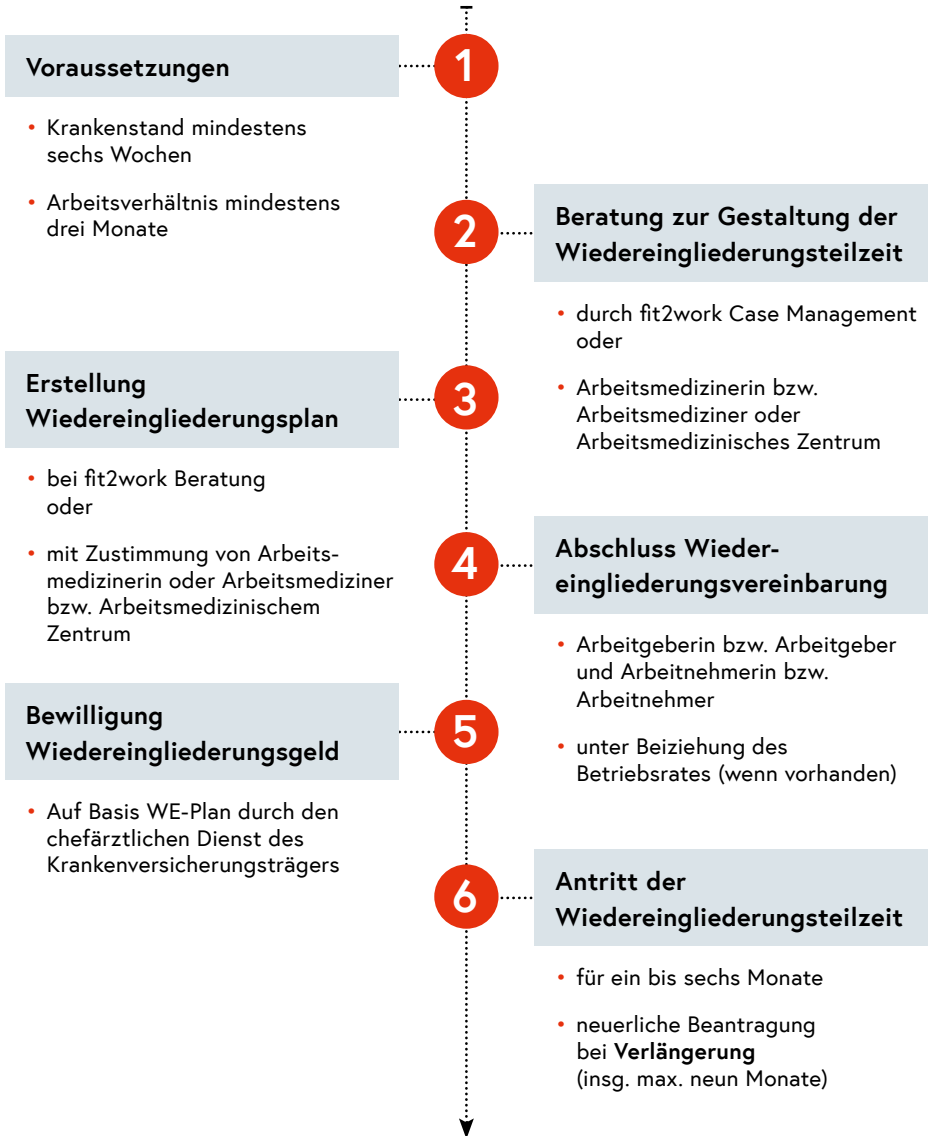 1
Voraussetzungen
• Krankenstand mindestens
sechs Wochen
• Arbeitsverhältnis mindestens
drei Monate
2
Beratung zur Gestaltung der
Wiedereingliederungsteilzeit
• durch fit2work Case Management
oder
• Arbeitsmedizinerin bzw.
Arbeitsmediziner oder
Arbeitsmedizinisches Zentrum
3
Erstellung
Wiedereingliederungsplan
• bei fit2work Beratung
oder
• mit Zustimmung von Arbeits-
medizinerin oder Arbeitsmediziner
bzw. Arbeitsmedizinischem
Zentrum
4
Abschluss Wieder-
eingliederungsvereinbarung
• Arbeitgeberin bzw. Arbeitgeber
und Arbeitnehmerin bzw.
Arbeitnehmer
• unter Beiziehung des
Betriebsrates (wenn vorhanden)
5
Bewilligung
Wiedereingliederungsgeld
• Auf Basis WE-Plan durch den
chefärztlichen Dienst des
Krankenversicherungsträgers
6
Antritt der
Wiedereingliederungsteilzeit
• für ein bis sechs Monate
• neuerliche Beantragung
bei Verlängerung
(insg. max. neun Monate)